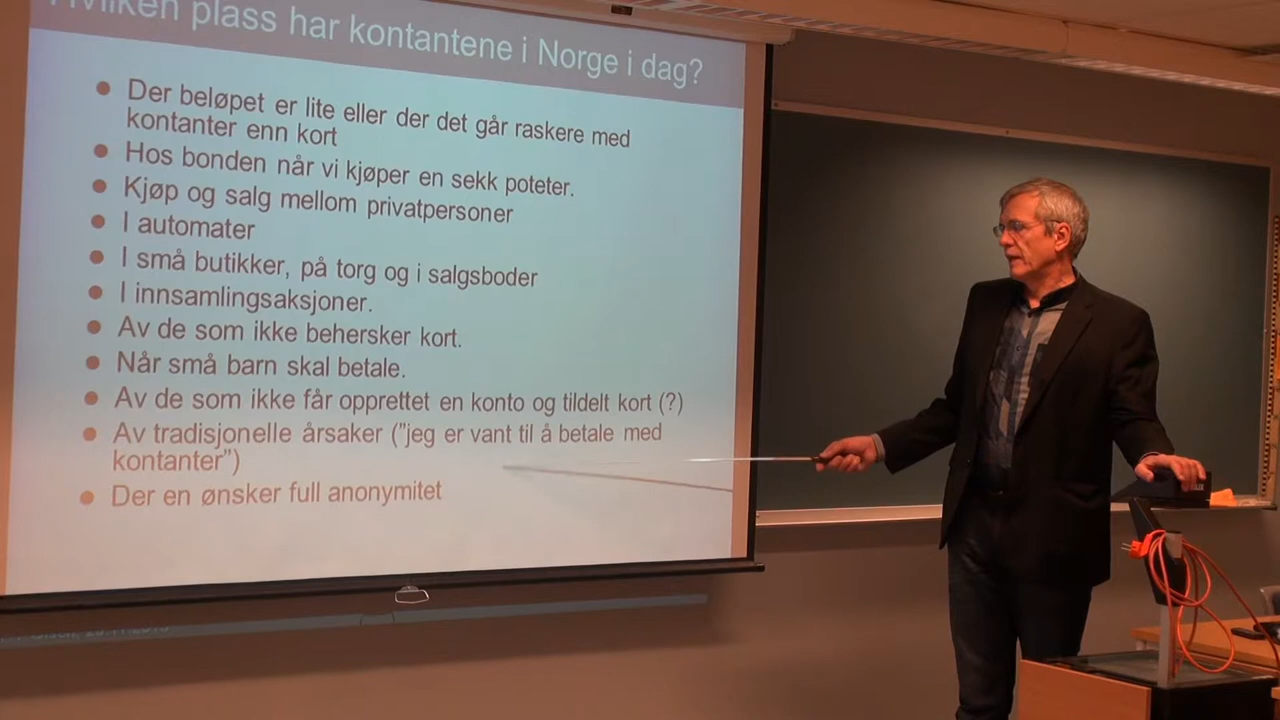 Hvilken plass har kontantene i Norge i dag?
Der beløpet er lite eller der det går raskere med
kontanter enn kort
Hos bonden når vi kjøper en sekk poteter.
Kjøp og salg mellom privatpersoner
I automater
I små butikker, på torg og i salgsboder
I innsamlingsaksjoner.
Av de som ikke behersker kort.
Når små barn skal betale.
Av de som ikke får opprettet en konto og tildelt kort (?)
Av tradisjonelle årsaker ("jeg er vant til å betale med
kontanter")
Der en ønsker full anonymitet